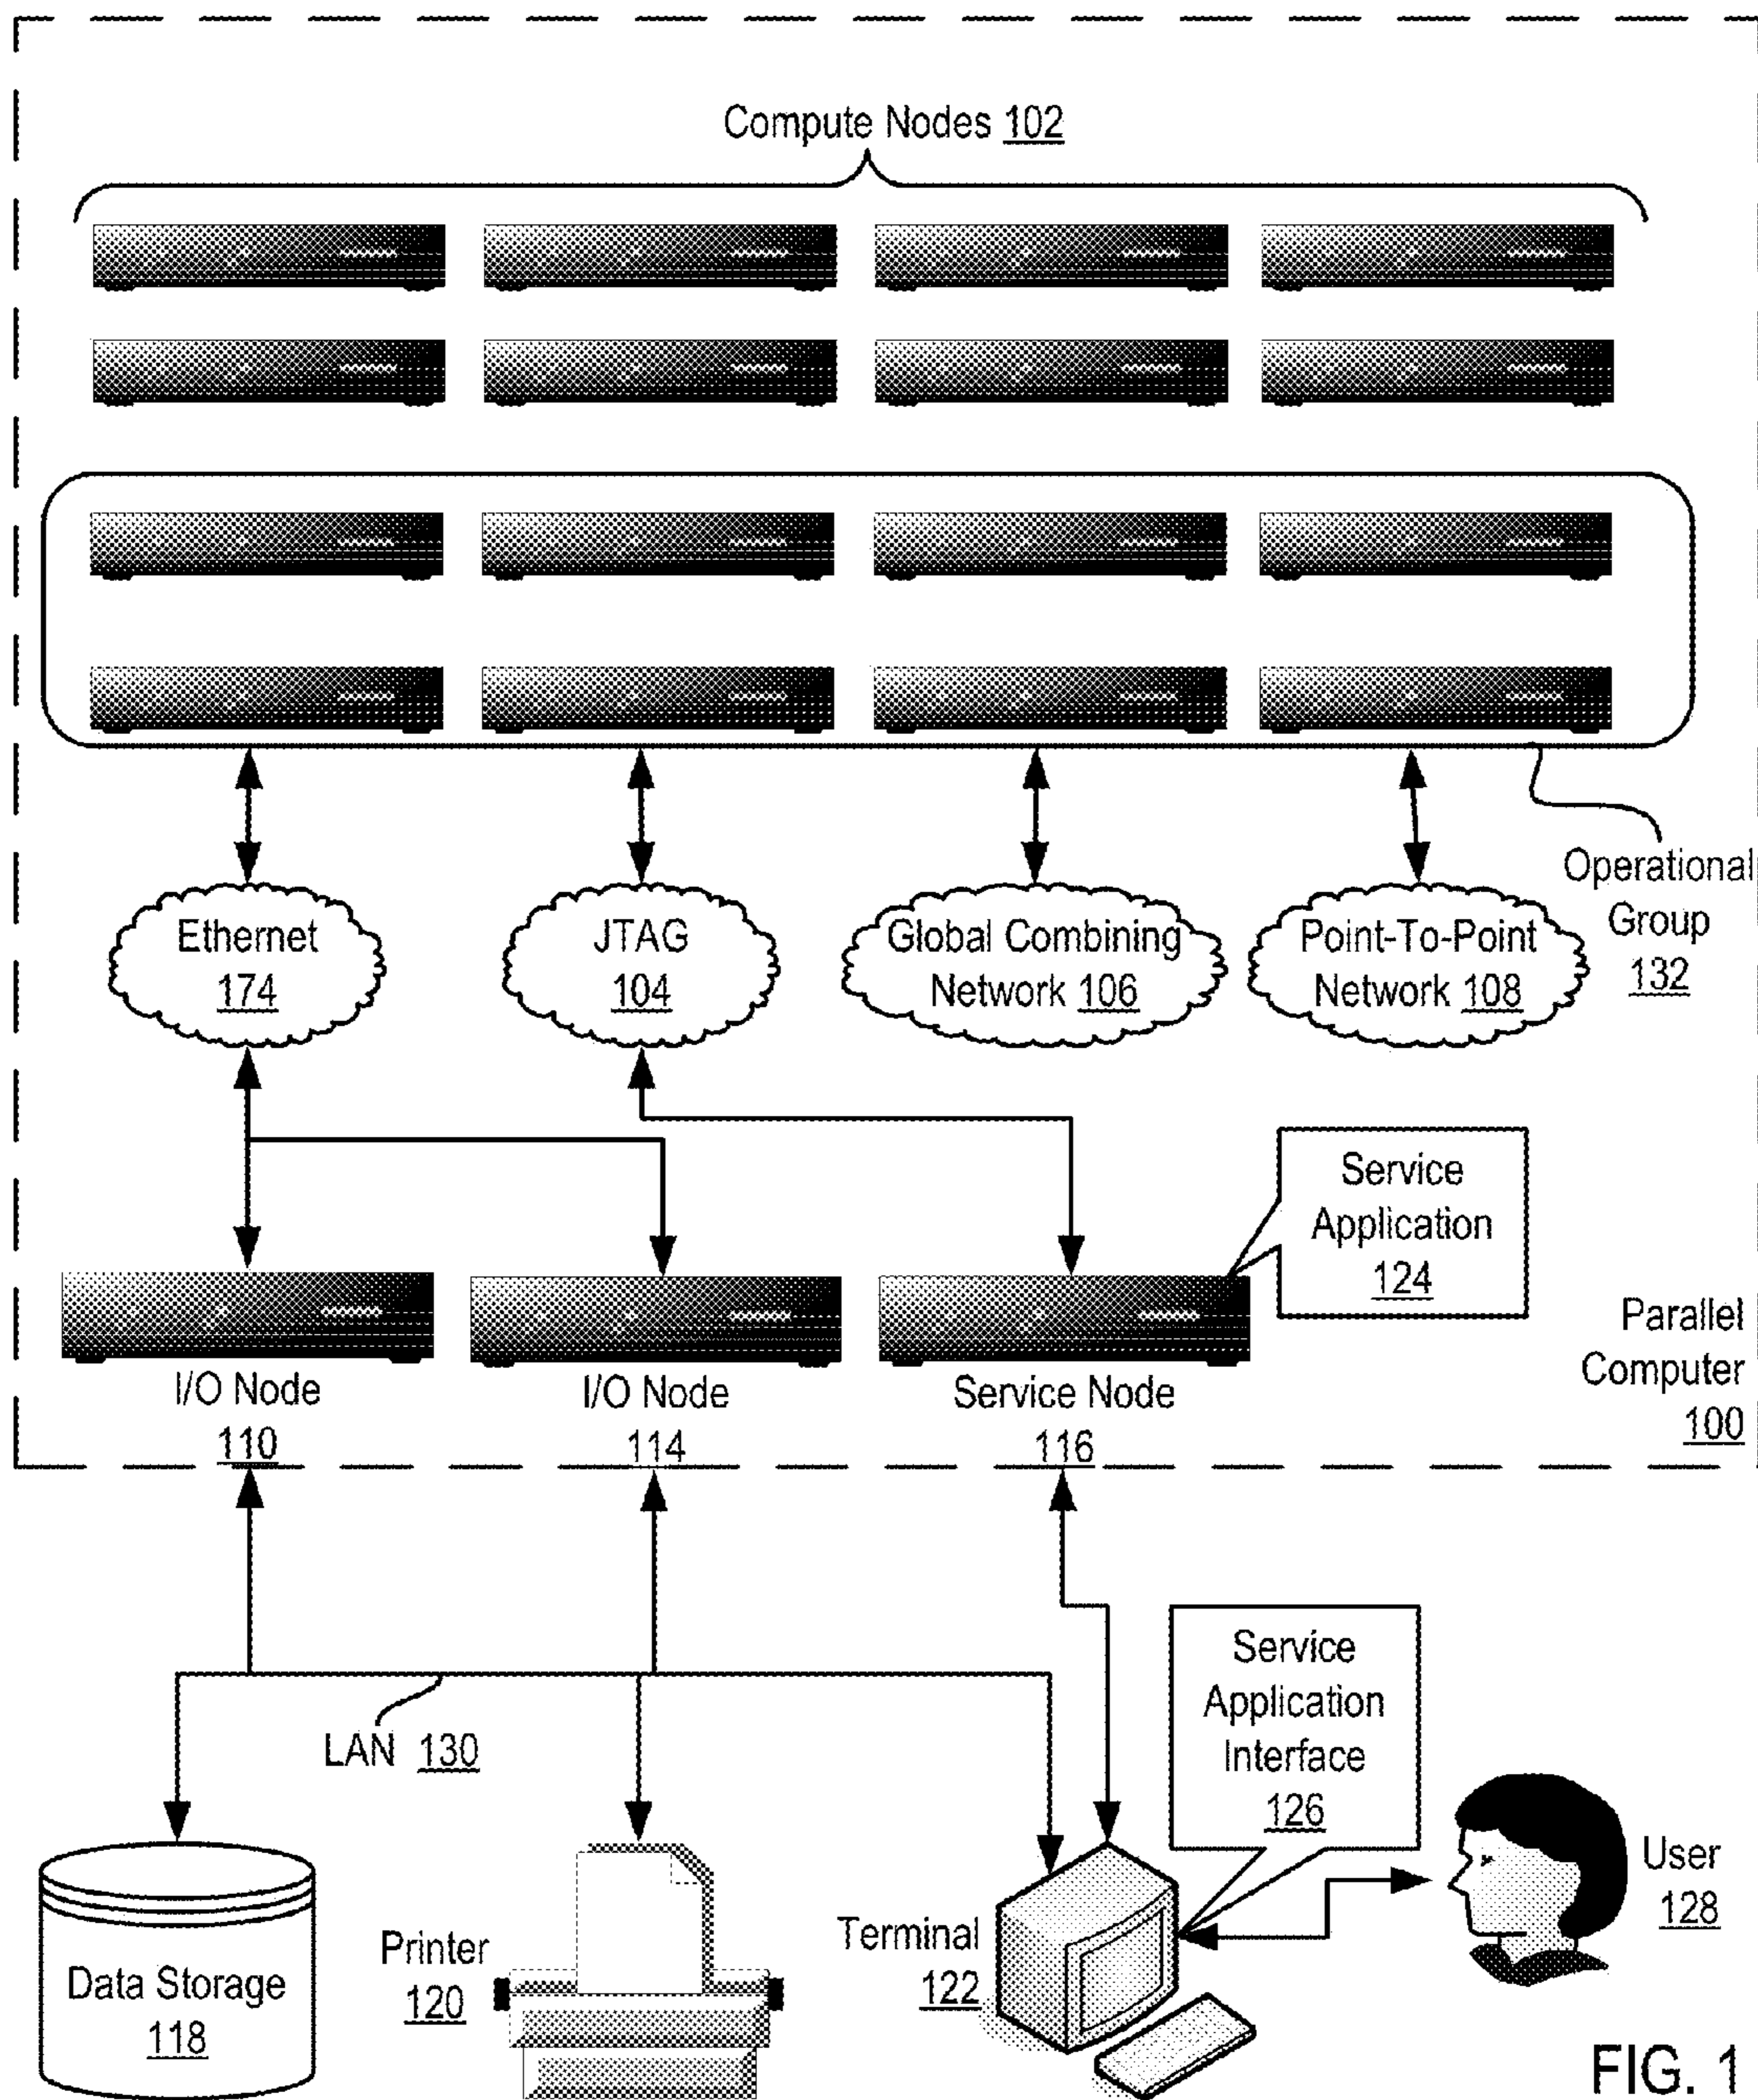 Compute Nodes 102
Ethernet
174
JTAG
104
Global Combining
Network 106
Point-To-Point
Network 108
Operational
Group
132
Service
Application
124
I/O Node
110
I/O Node
114
Service Node
116
Parallel
Computer
100
LAN 130
Service
Application
Interface
126
Data Storage
118
Printer
120
Terminal
122
User
128
FIG. 1